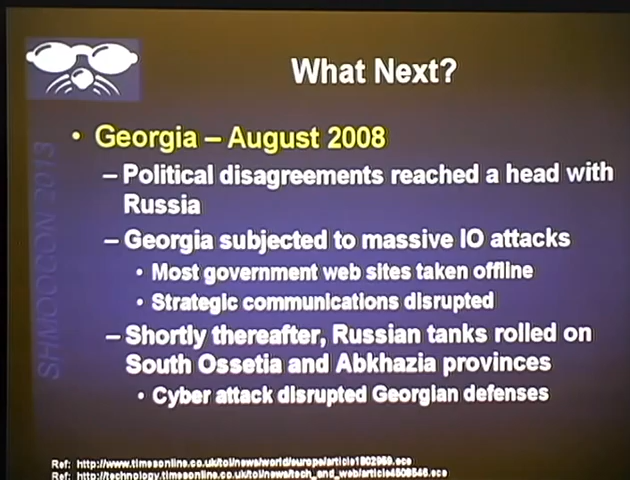 What Next?
• Georgia – August 2008
– Political disagreements reached a head with
Russia
– Georgia subjected to massive IO attacks
• Most government web sites taken offline
• Strategic communications disrupted
– Shortly thereafter, Russian tanks rolled on
South Ossetia and Abkhazia provinces
• Cyber attack disrupted Georgian defenses
SHMOOCON 2013
Ref:
Ref: